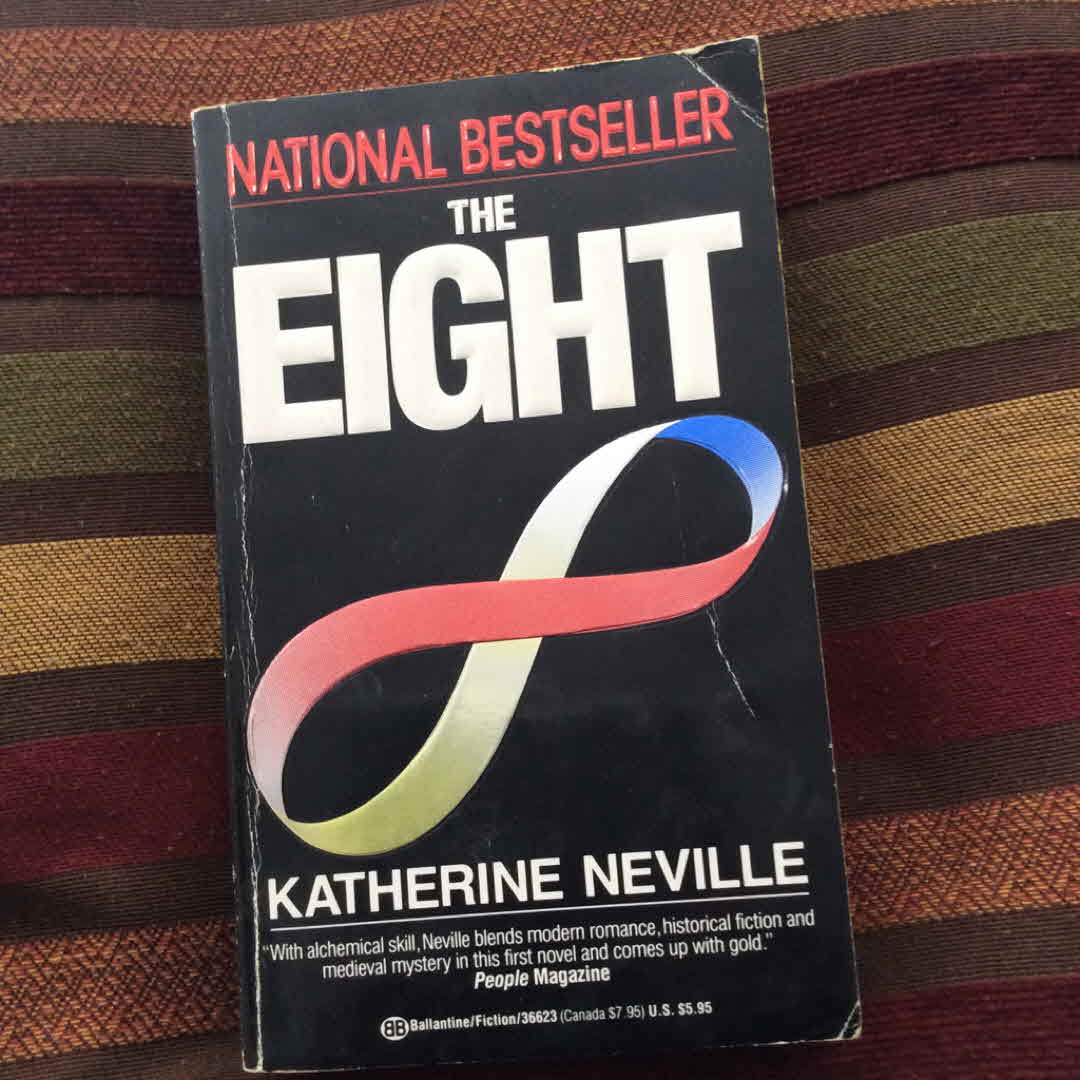 NATIONAL BESTSELLER
THE
EIGHT
KATHERINE NEVILLE
"With alchemical skill, Neville blends modern romance, historical fiction and
medieval mystery in this first novel and comes up with gold."
People Magazine
BB Ballantine/Fiction/36623 (Canada $7.95) U.S. $5.95